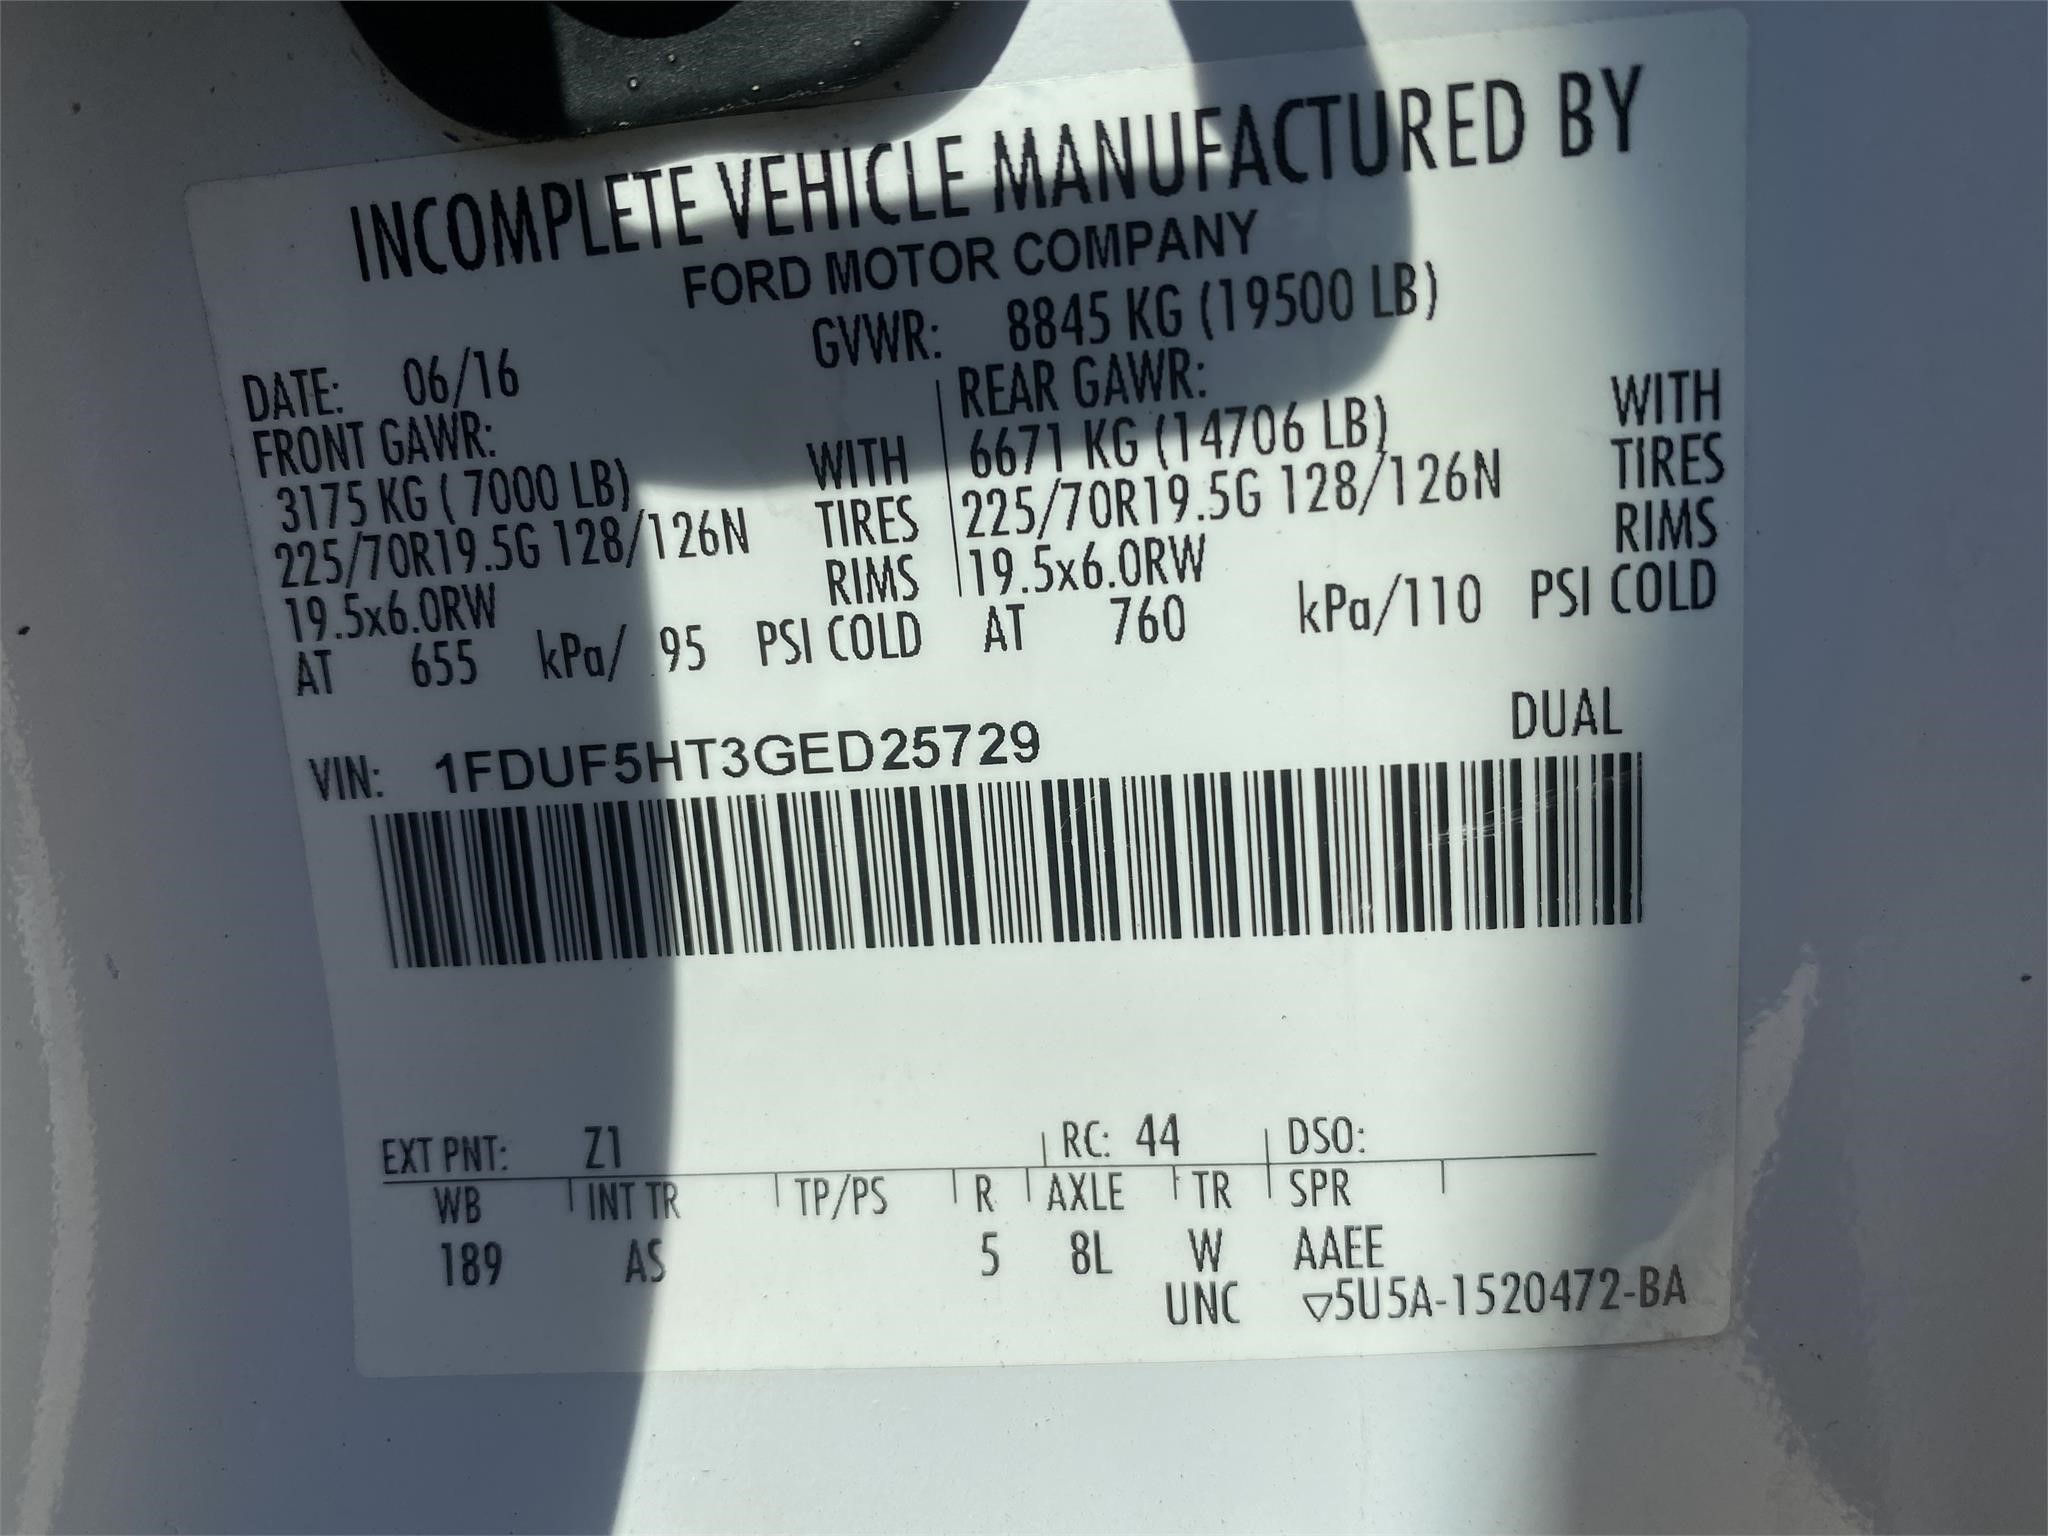 INCOMPLETE VEHICLE MANUFACTURED BY
FORD MOTOR COMPANY
DATE: 06/16 GVWR: 8845 KG (19500 LB)
FRONT GAWR: REAR GAWR:
3175 KG ( 7000 LB) WITH 6671 KG (14706 LB) WITH
225/70R19.5G 128/126N TIRES 225/70R19.5G 128/126N TIRES
19.5x6.0RW RIMS 19.5x6.0RW RIMS
AT 655 kPa/ 95 PSI COLD AT 760 kPa/110 PSI COLD
DUAL
VIN: 1FDUF5HT3GED25729
EXT PNT: Z1 RC: 44 DSO:
WB INT TR TP/PS R AXLE TR SPR
189 AS 5 8L W AAEE
UNC ▽5U5A-1520472-BA